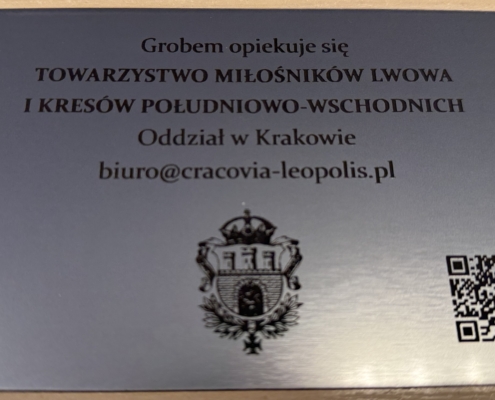 Grobem opiekuje się
TOWARZYSTWO MIŁOŚNIKÓW LWOWA
I KRESÓW POŁUDNIOWO-WSCHODNICH
Oddział w Krakowie
biuro@cracovia-leopolis.pl